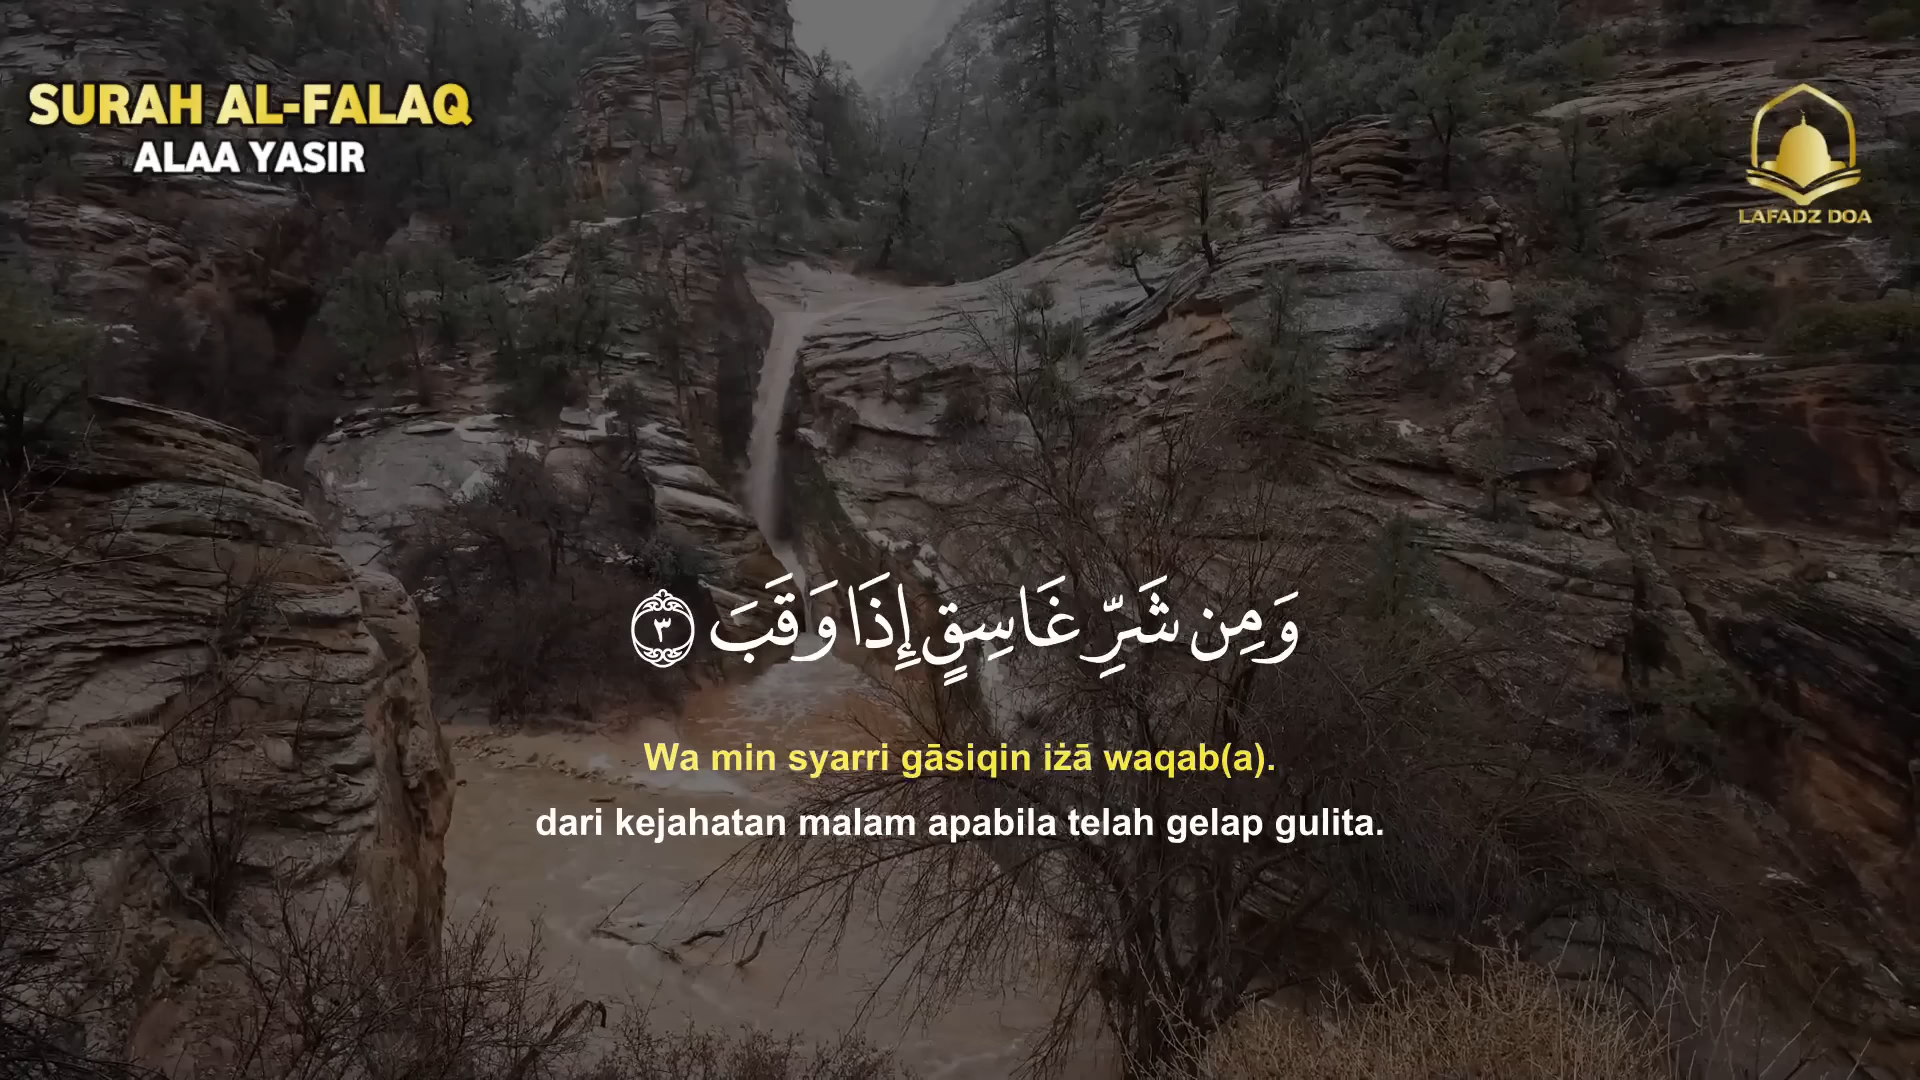 SURAH AL-FALAQ
ALAA YASIR
LAFADZ DOA
وَمِن شَرِّ غَاسِقٍ إِذَا وَقَبَ ٣
Wa min syarri gāsiqin iżā waqab(a).
dari kejahatan malam apabila telah gelap gulita.